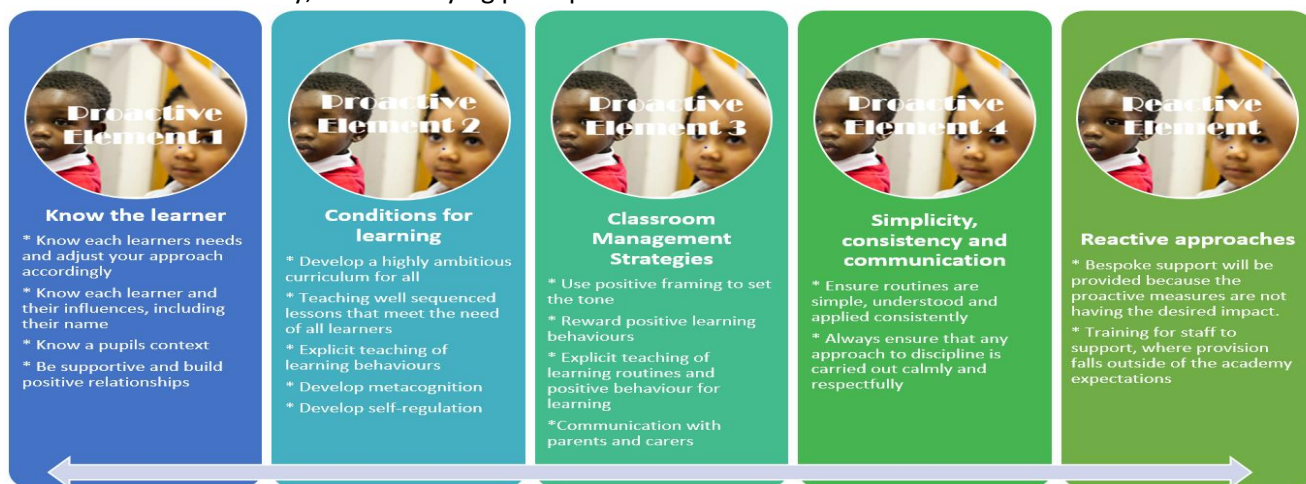 Proactive
Element 1
Know the learner
* Know each learners needs
and adjust your approach
accordingly
* Know each learner and
their influences, including
their name
* Know a pupils context
* Be supportive and build
positive relationships
Proactive
Element 2
Conditions for
learning
* Develop a highly ambitious
curriculum for all
* Teaching well sequenced
lessons that meet the need
of all learners
* Explicit teaching of
learning behaviours
* Develop metacognition
* Develop self-regulation
Proactive
Element 3
Classroom
Management
Strategies
* Use positive framing to set
the tone
* Reward positive learning
behaviours
* Explicit teaching of
learning routines and
positive behaviour for
learning
*Communication with
parents and carers
Proactive
Element 4
Simplicity,
consistency and
communication
* Ensure routines are
simple, understood and
applied consistently
* Always ensure that any
approach to discipline is
carried out calmly and
respectfully
Reactive
Element
Reactive approaches
* Bespoke support will be
provided because the
proactive measures are not
having the desired impact.
* Training for staff to
support, where provision
falls outside of the academy
expectations